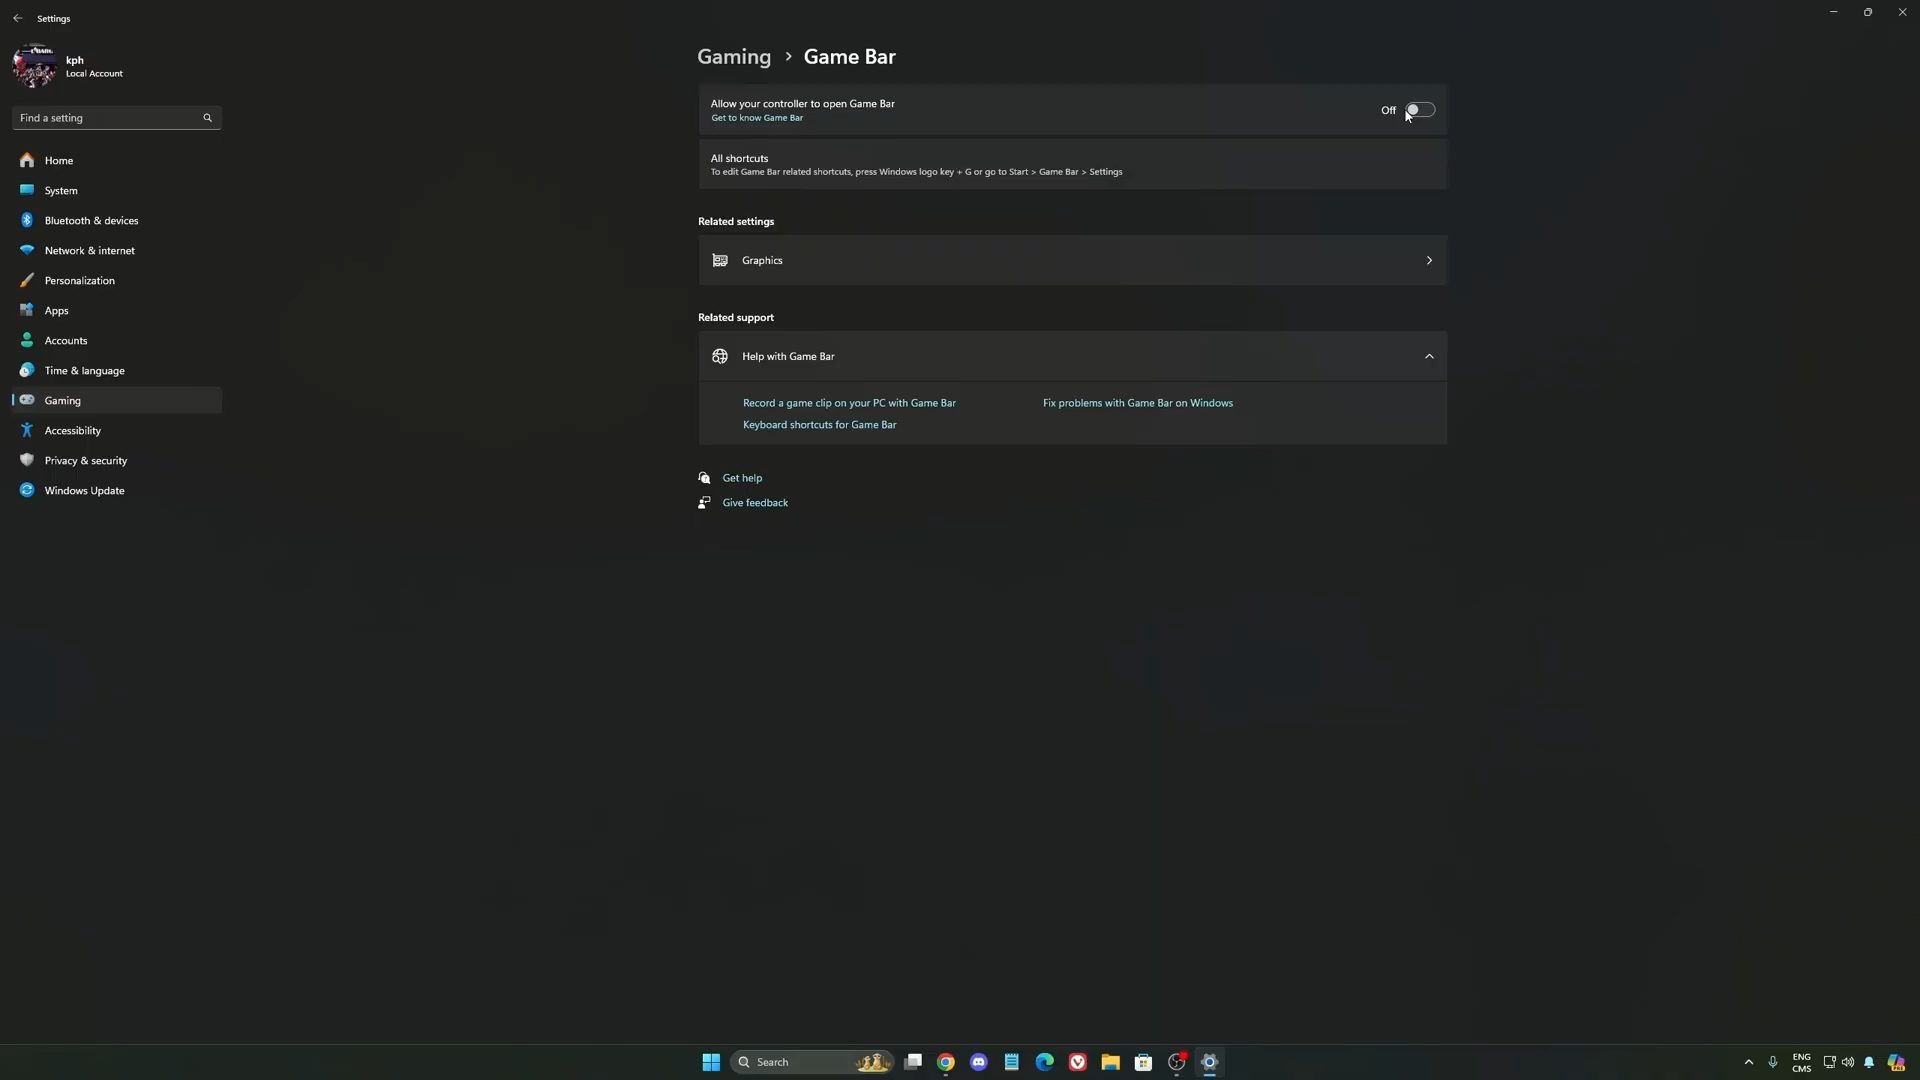 Settings
kph
Local Account
Find a setting
Home
System
Bluetooth & devices
Network & internet
Personalization
Apps
Accounts
Time & language
Gaming
Accessibility
Privacy & security
Windows Update
Gaming > Game Bar
Allow your controller to open Game Bar
Get to know Game Bar
Off
All shortcuts
To edit Game Bar related shortcuts, press Windows logo key + G or go to Start > Game Bar > Settings
Related settings
Graphics
Related support
Help with Game Bar
Record a game clip on your PC with Game Bar
Fix problems with Game Bar on Windows
Keyboard shortcuts for Game Bar
Get help
Give feedback
Search
ENG
CMS